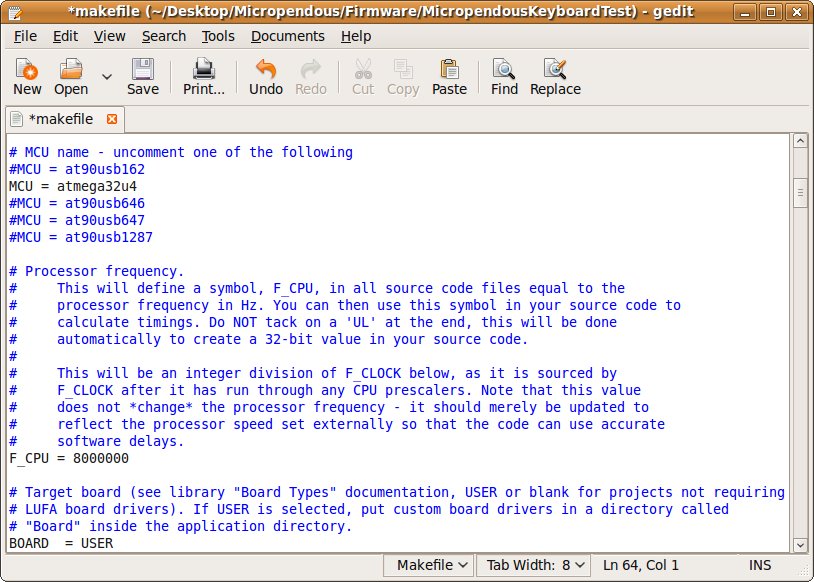 *makefile (~/Desktop/Micropendous/Firmware/MicropendousKeyboardTest) - gedit
File Edit View Search Tools Documents Help
New Open Save Print... Undo Redo Cut Copy Paste Find Replace
*makefile
# MCU name - uncomment one of the following
#MCU = at90usb162
MCU = atmega32u4
#MCU = at90usb646
#MCU = at90usb647
#MCU = at90usb1287
# Processor frequency.
#     This will define a symbol, F_CPU, in all source code files equal to the
#     processor frequency in Hz. You can then use this symbol in your source code to
#     calculate timings. Do NOT tack on a 'UL' at the end, this will be done
#     automatically to create a 32-bit value in your source code.
#
#     This will be an integer division of F_CLOCK below, as it is sourced by
#     F_CLOCK after it has run through any CPU prescalers. Note that this value
#     does not *change* the processor frequency - it should merely be updated to
#     reflect the processor speed set externally so that the code can use accurate
#     software delays.
F_CPU = 8000000
# Target board (see library "Board Types" documentation, USER or blank for projects not requiring
# LUFA board drivers). If USER is selected, put custom board drivers in a directory called
# "Board" inside the application directory.
BOARD  = USER
Makefile Tab Width: 8 Ln 64, Col 1 INS